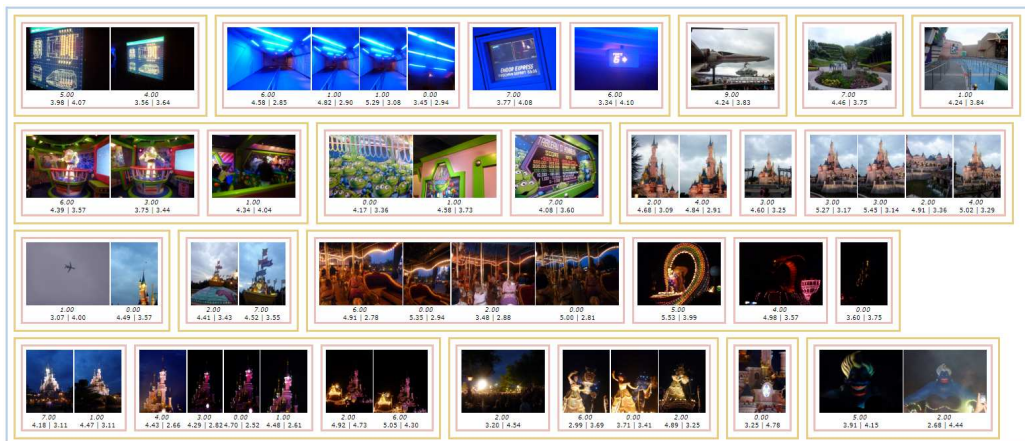 5.00 4.00
3.98 | 4.07 3.56 | 3.64
6.00 1.00 1.00 0.00
4.58 | 2.85 4.82 | 2.90 5.29 | 3.08 3.45 | 2.94
7.00
3.77 | 4.08
6.00
3.34 | 4.10
9.00
4.24 | 3.83
7.00
4.46 | 3.75
1.00
4.24 | 3.84
6.00 3.00
4.39 | 3.57 3.75 | 3.44
1.00
4.34 | 4.04
0.00 1.00
4.17 | 3.36 4.58 | 3.73
7.00
4.08 | 3.60
2.00 4.00
4.68 | 3.09 4.84 | 2.91
3.00
4.60 | 3.25
3.00 3.00 2.00 4.00
5.27 | 3.17 5.45 | 3.14 4.91 | 3.36 5.02 | 3.29
1.00 0.00
3.07 | 4.00 4.49 | 3.57
2.00 7.00
4.41 | 3.43 4.52 | 3.55
6.00 0.00 2.00 0.00
4.91 | 2.78 5.35 | 2.94 3.48 | 2.88 5.00 | 2.81
5.00
5.53 | 3.99
4.00
4.98 | 3.57
0.00
3.60 | 3.75
7.00 1.00
4.18 | 3.11 4.47 | 3.11
4.00 3.00 0.00 1.00
4.43 | 2.66 4.29 | 2.82 4.70 | 2.52 4.48 | 2.61
2.00 6.00
4.92 | 4.73 5.05 | 4.30
2.00
3.20 | 4.54
6.00 0.00 2.00
2.99 | 3.69 3.71 | 3.41 4.89 | 3.25
0.00
3.25 | 4.78
5.00 2.00
3.91 | 4.15 2.68 | 4.44